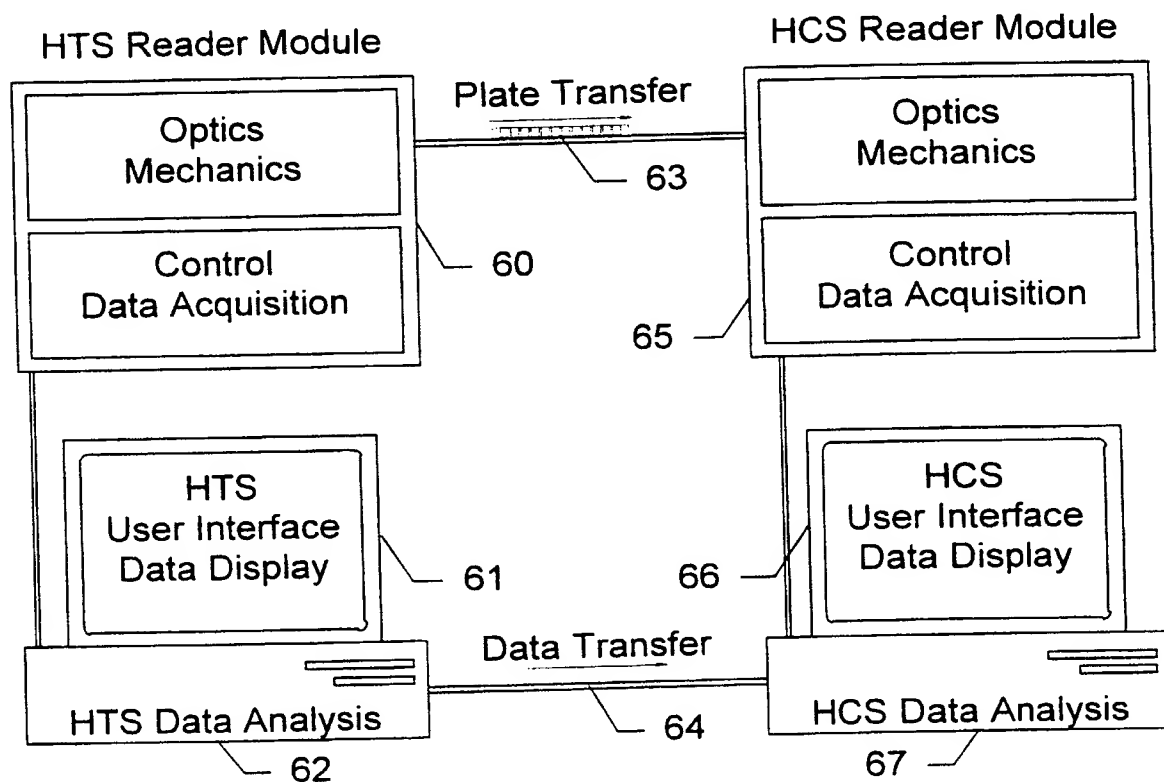 HTS Reader Module
HCS Reader Module
Optics
Mechanics
Control
Data Acquisition
60
Plate Transfer
63
Optics
Mechanics
Control
Data Acquisition
65
HTS
User Interface
Data Display
61
HTS Data Analysis
62
Data Transfer
64
HCS
User Interface
Data Display
66
HCS Data Analysis
67